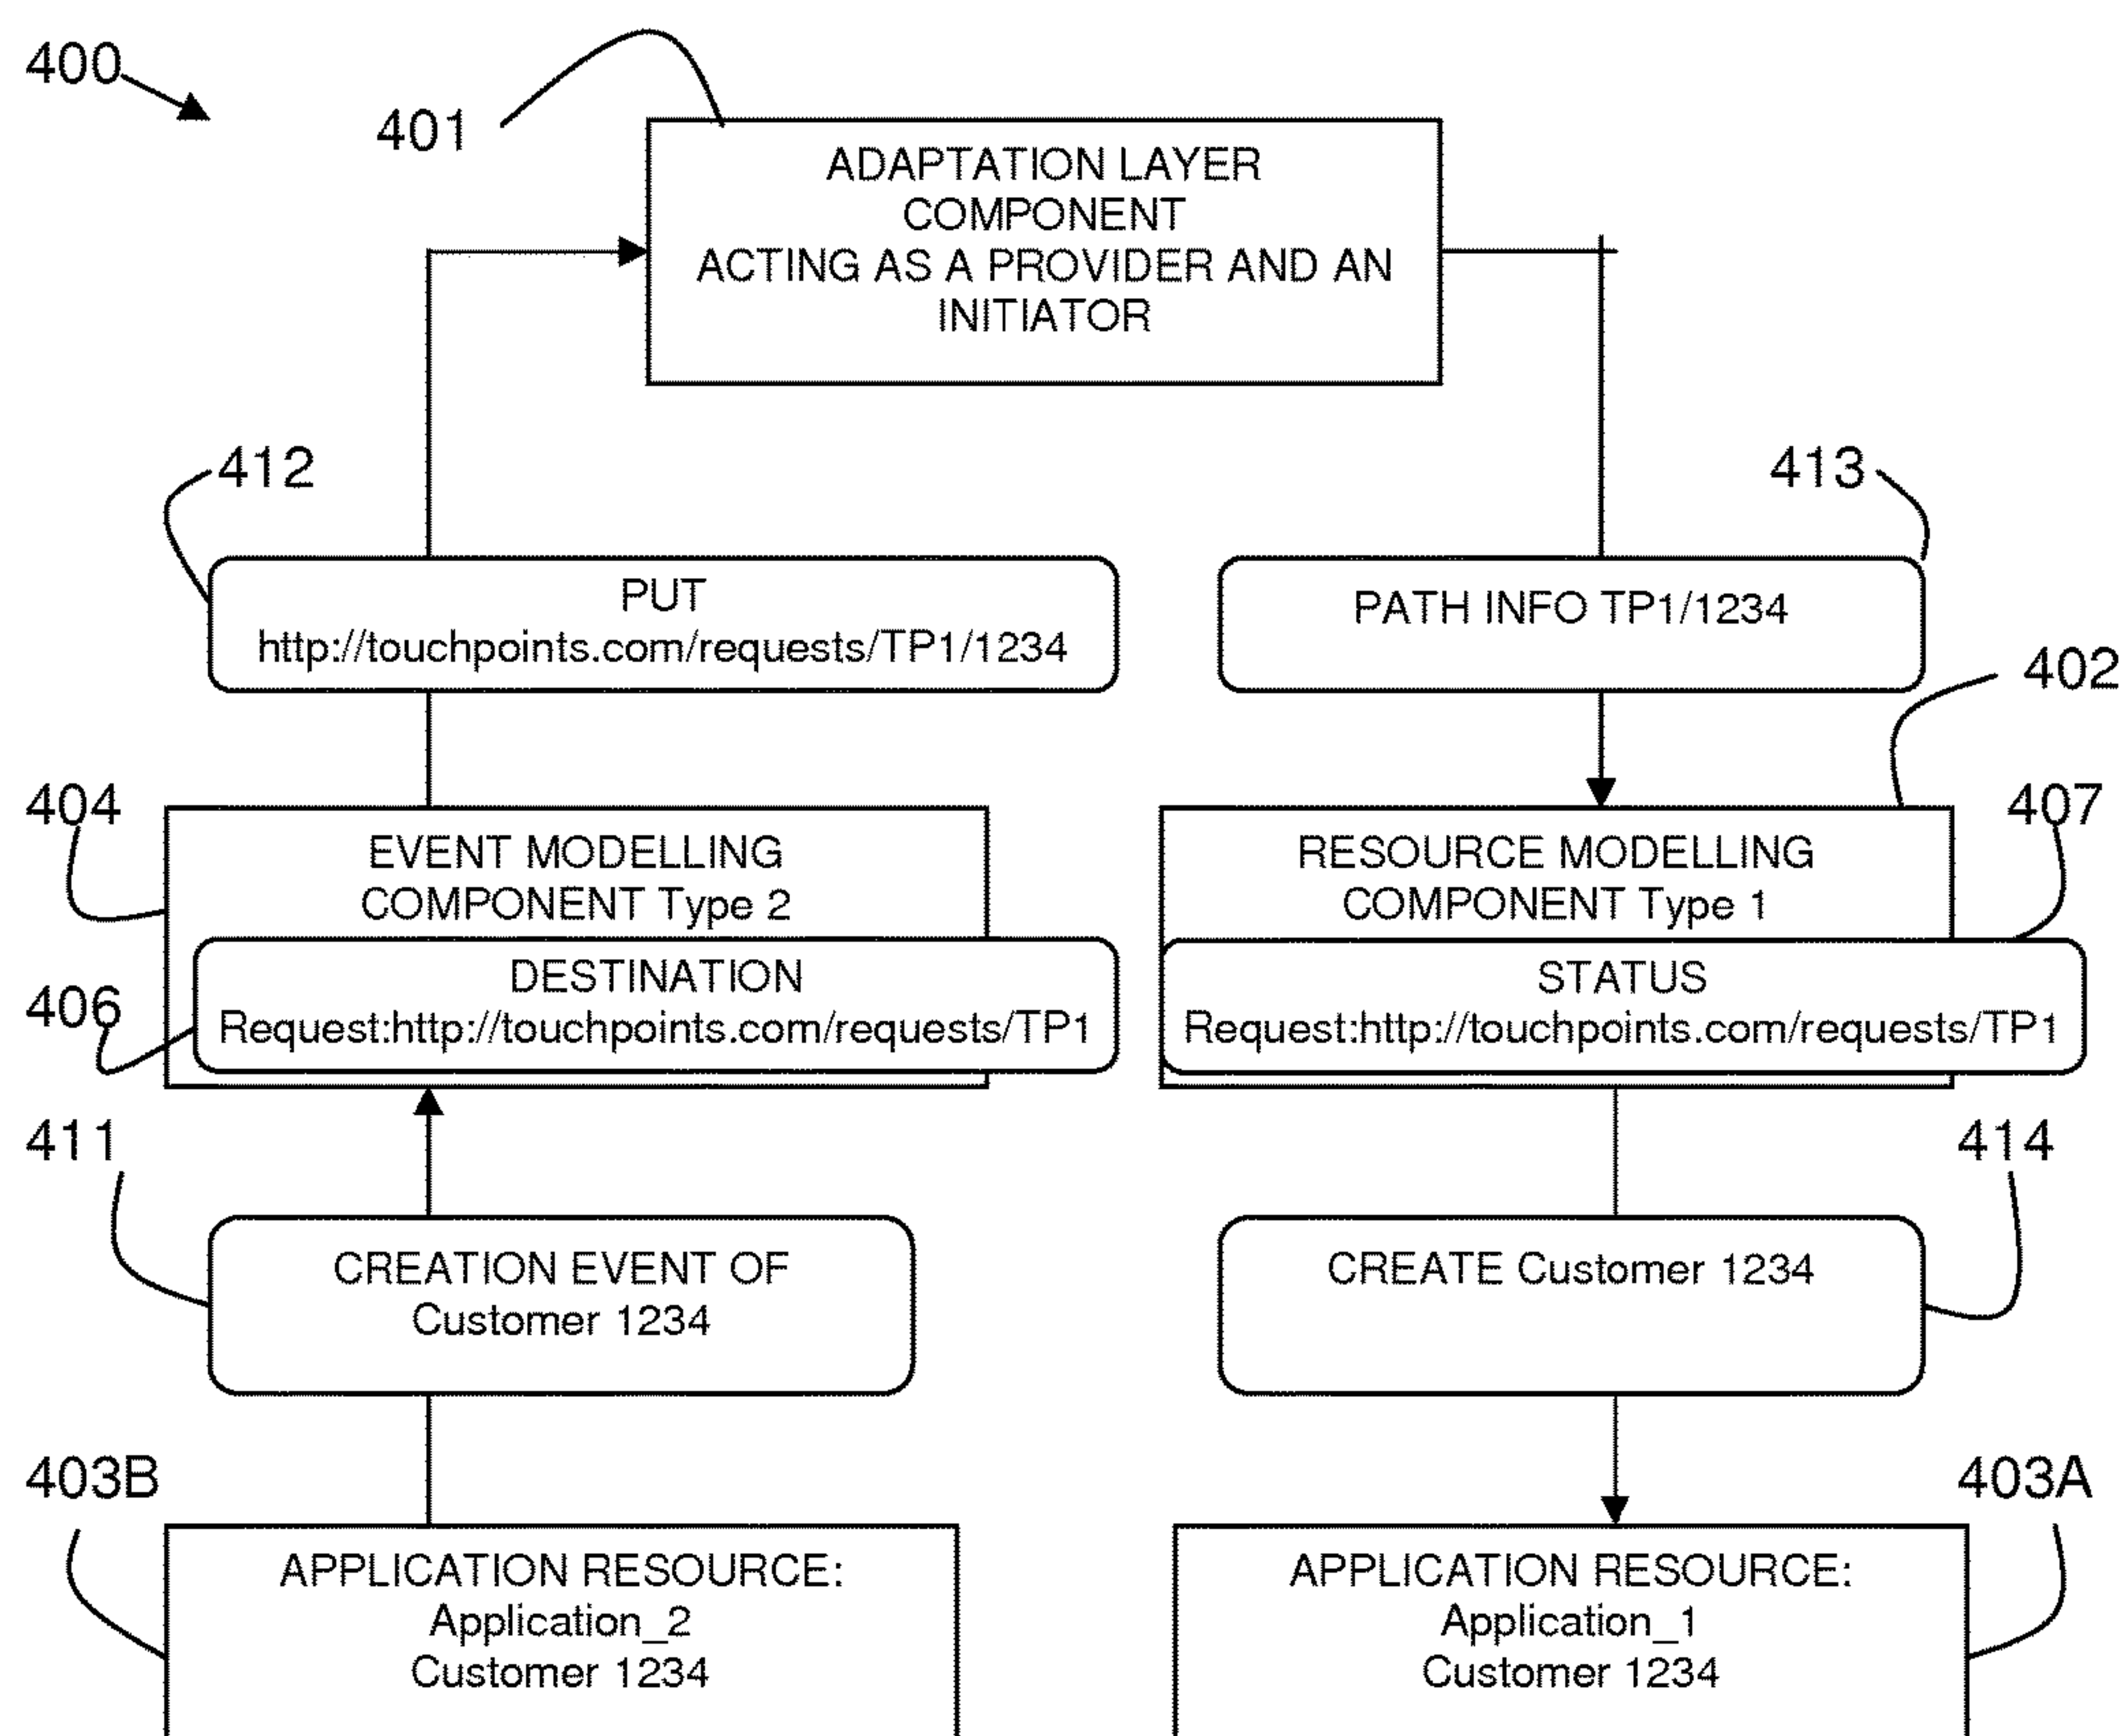 400
401
ADAPTATION LAYER
COMPONENT
ACTING AS A PROVIDER AND AN
INITIATOR
412
413
PUT
http://touchpoints.com/requests/TP1/1234
PATH INFO TP1/1234
402
404
407
EVENT MODELLING
COMPONENT Type 2
RESOURCE MODELLING
COMPONENT Type 1
406
DESTINATION
Request:http://touchpoints.com/requests/TP1
STATUS
Request:http://touchpoints.com/requests/TP1
411
414
CREATION EVENT OF
Customer 1234
CREATE Customer 1234
403B
403A
APPLICATION RESOURCE:
Application_2
Customer 1234
APPLICATION RESOURCE:
Application_1
Customer 1234